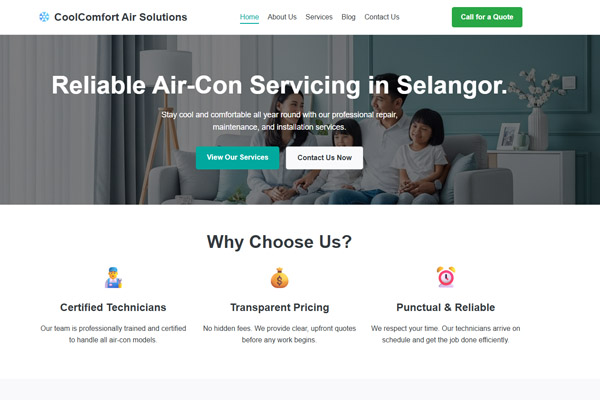 CoolComfort Air Solutions
Home About Us Services Blog Contact Us
Call for a Quote
Reliable Air-Con Servicing in Selangor.
Stay cool and comfortable all year round with our professional repair,
maintenance, and installation services.
View Our Services
Contact Us Now
Why Choose Us?
Certified Technicians
Our team is professionally trained and certified
to handle all air-con models.
Transparent Pricing
No hidden fees. We provide clear, upfront quotes
before any work begins.
Punctual & Reliable
We respect your time. Our technicians arrive on
schedule and get the job done efficiently.